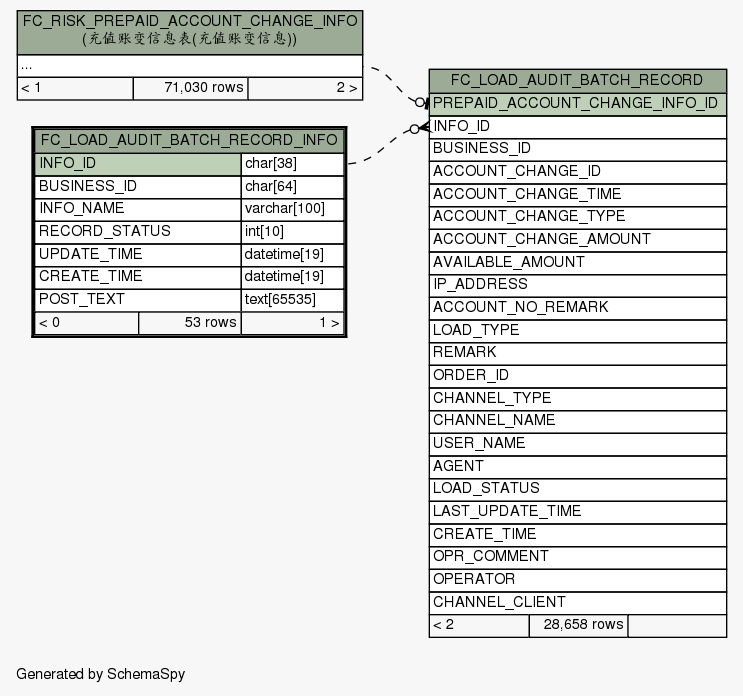 FC_RISK_PREPAID_ACCOUNT_CHANGE_INFO
(充值账变信息表(充值账变信息))
...
< 1 71,030 rows 2 >
FC_LOAD_AUDIT_BATCH_RECORD_INFO
INFO_ID char[38]
BUSINESS_ID char[64]
INFO_NAME varchar[100]
RECORD_STATUS int[10]
UPDATE_TIME datetime[19]
CREATE_TIME datetime[19]
POST_TEXT text[65535]
< 0 53 rows 1 >
FC_LOAD_AUDIT_BATCH_RECORD
PREPAID_ACCOUNT_CHANGE_INFO_ID
INFO_ID
BUSINESS_ID
ACCOUNT_CHANGE_ID
ACCOUNT_CHANGE_TIME
ACCOUNT_CHANGE_TYPE
ACCOUNT_CHANGE_AMOUNT
AVAILABLE_AMOUNT
IP_ADDRESS
ACCOUNT_NO_REMARK
LOAD_TYPE
REMARK
ORDER_ID
CHANNEL_TYPE
CHANNEL_NAME
USER_NAME
AGENT
LOAD_STATUS
LAST_UPDATE_TIME
CREATE_TIME
OPR_COMMENT
OPERATOR
CHANNEL_CLIENT
< 2 28,658 rows
Generated by SchemaSpy